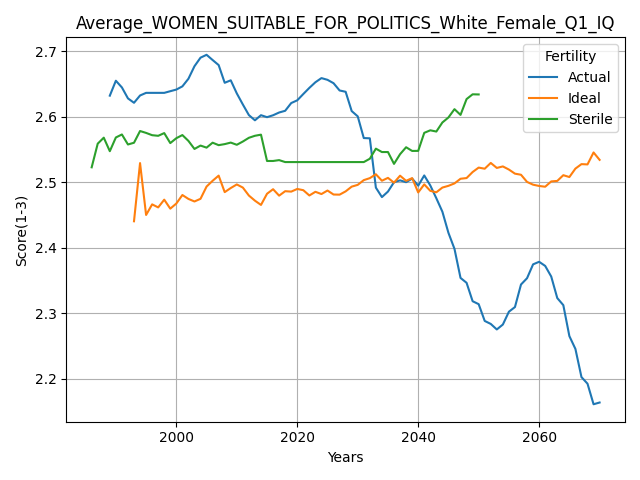 Average_WOMEN_SUITABLE_FOR_POLITICS_White_Female_Q1_IQ
Fertility
Actual
Ideal
Sterile
Score(1-3)
2.7
2.6
2.5
2.4
2.3
2.2
2000 2020 2040 2060
Years